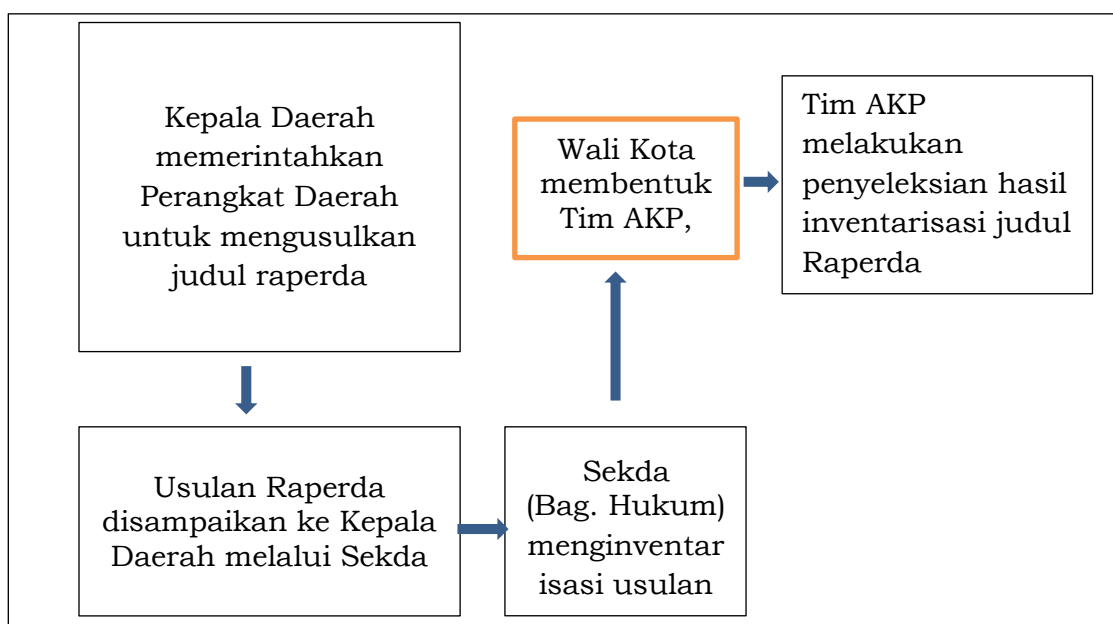 Kepala Daerah
memerintahkan
Perangkat Daerah
untuk mengusulkan
judul raperda
Usulan Raperda
disampaikan ke Kepala
Daerah melalui Sekda
Sekda
(Bag. Hukum)
menginventar
isasi usulan
Wali Kota
membentuk
Tim AKP,
Tim AKP
melakukan
penyeleksian hasil
inventarisasi judul
Raperda